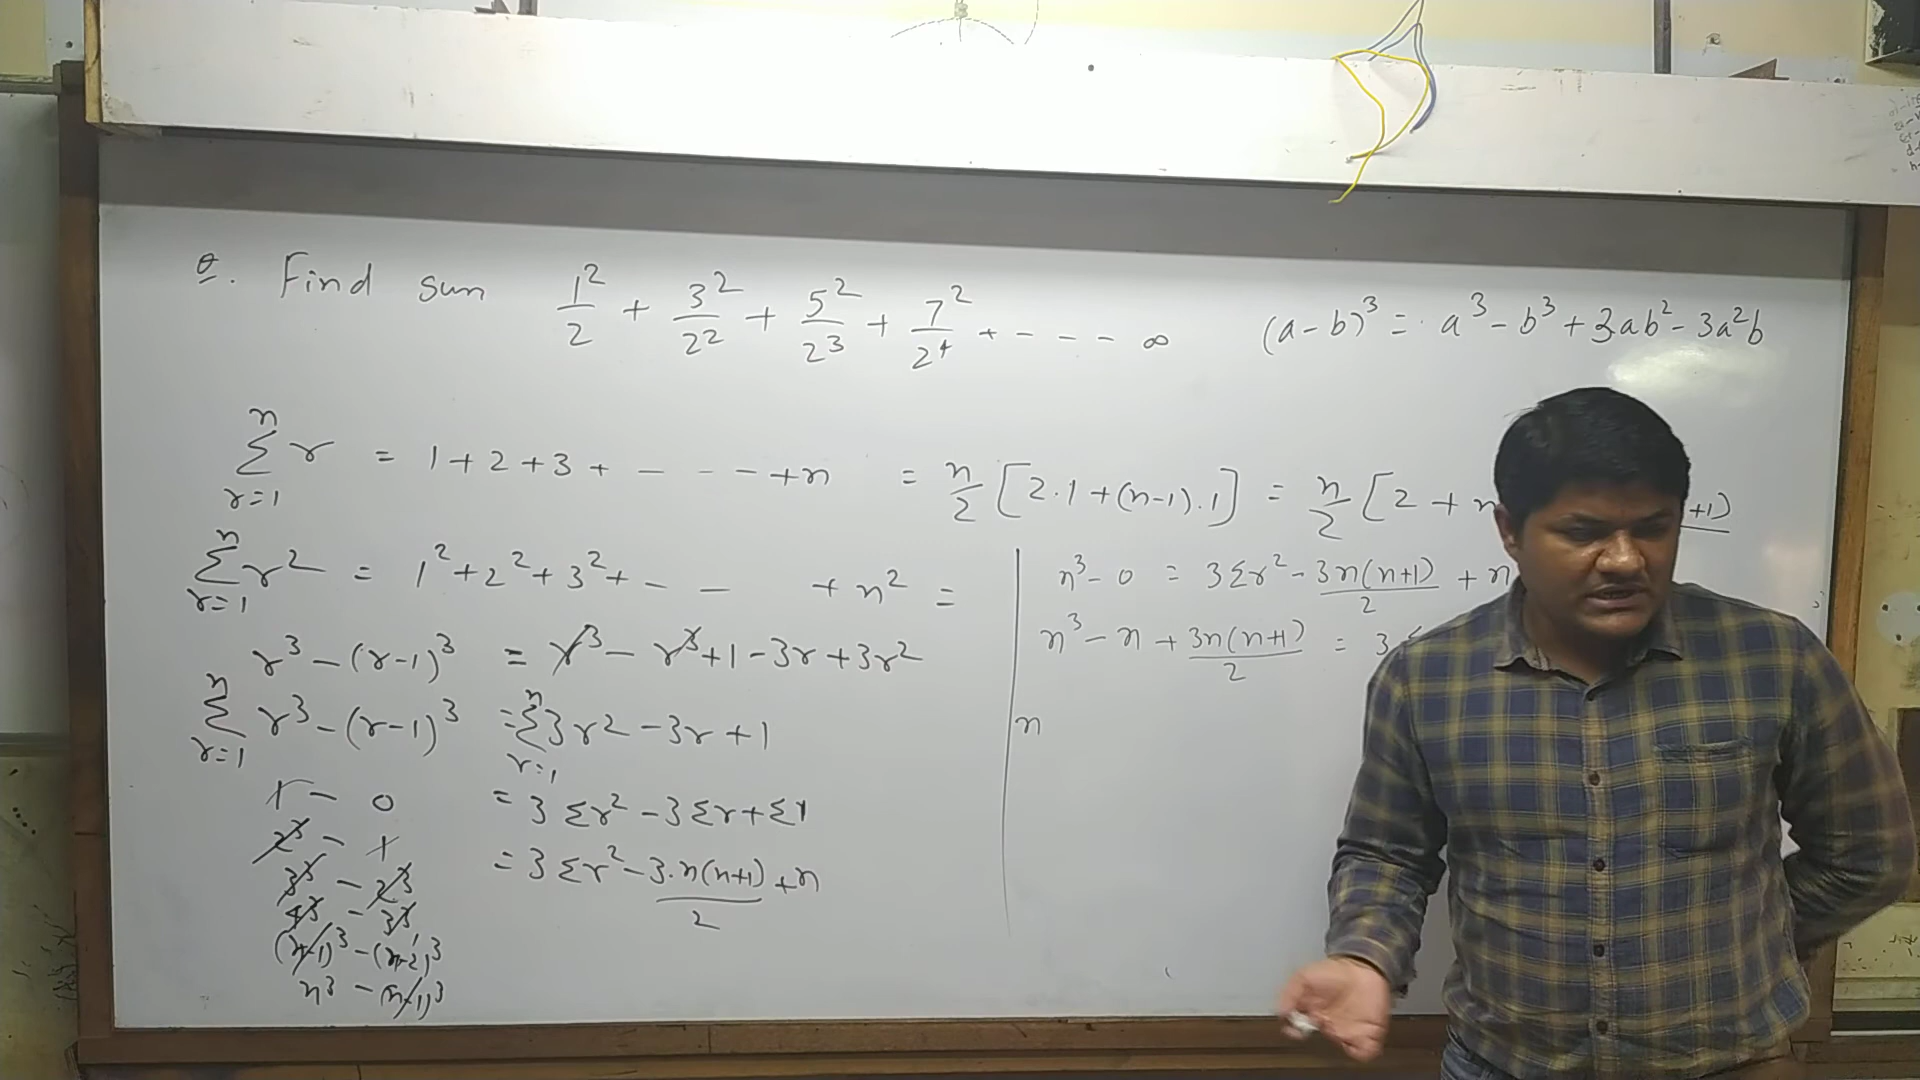 Q. Find sum 1²/2 + 3²/2² + 5²/2³ + 7²/2⁴ + - - - ∞
(a-b)³ = a³ - b³ + 3ab² - 3a²b
n Σ r=1 r = 1+2+3+ - - - +n = n/2 [2.1+(n-1).1] = n/2 [2 + n +1)
n Σ r=1 r² = 1²+2²+3²+ - - +n² =
r³-(r-1)³ = r³ - r³+1-3r+3r²
n Σ r=1 r³-(r-1)³ = n Σ r=1 3r²-3r+1
1 - 0 = 3Σr²-3Σr+Σ1
2³ - 1 = 3Σr²-3.n(n+1)/2 +n
3³ - 2³
4³ - 3³
(n-1)³-(n-2)³
n³-(n-1)³
n³-0 = 3Σr²-3n(n+1)/2 + n
n³-n+3n(n+1)/2 = 3
n